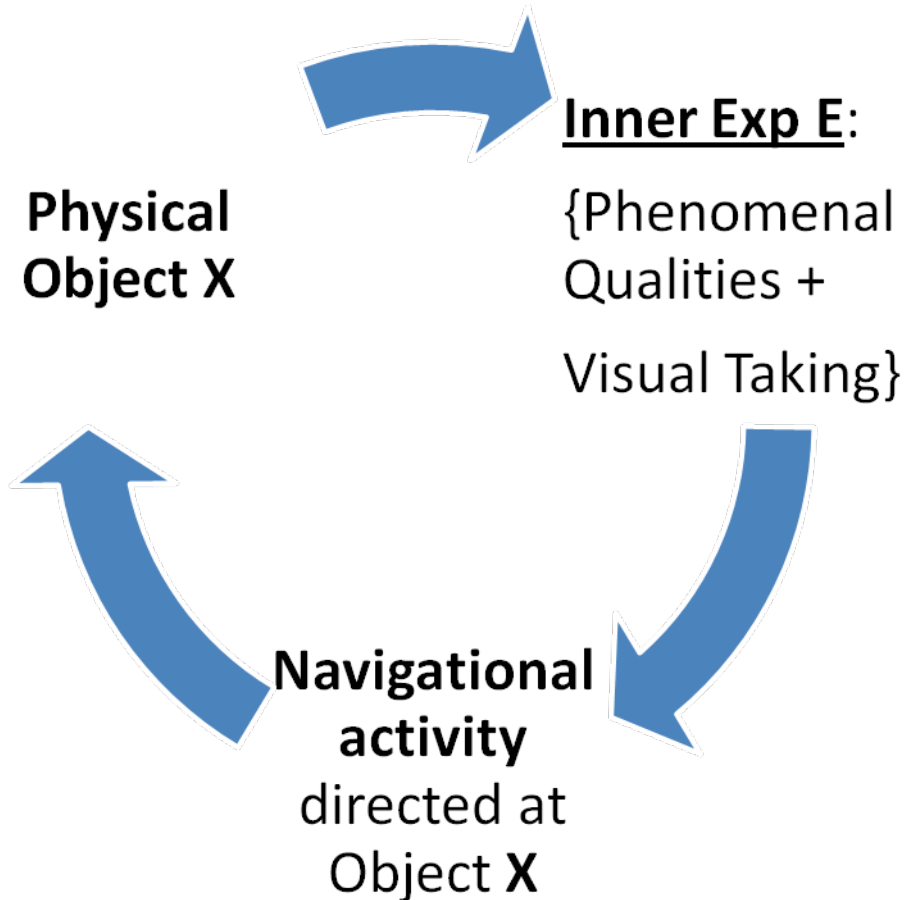 Physical
Object X
Inner Exp E:
{Phenomenal
Qualities +
Visual Taking}
Navigational
activity
directed at
Object X